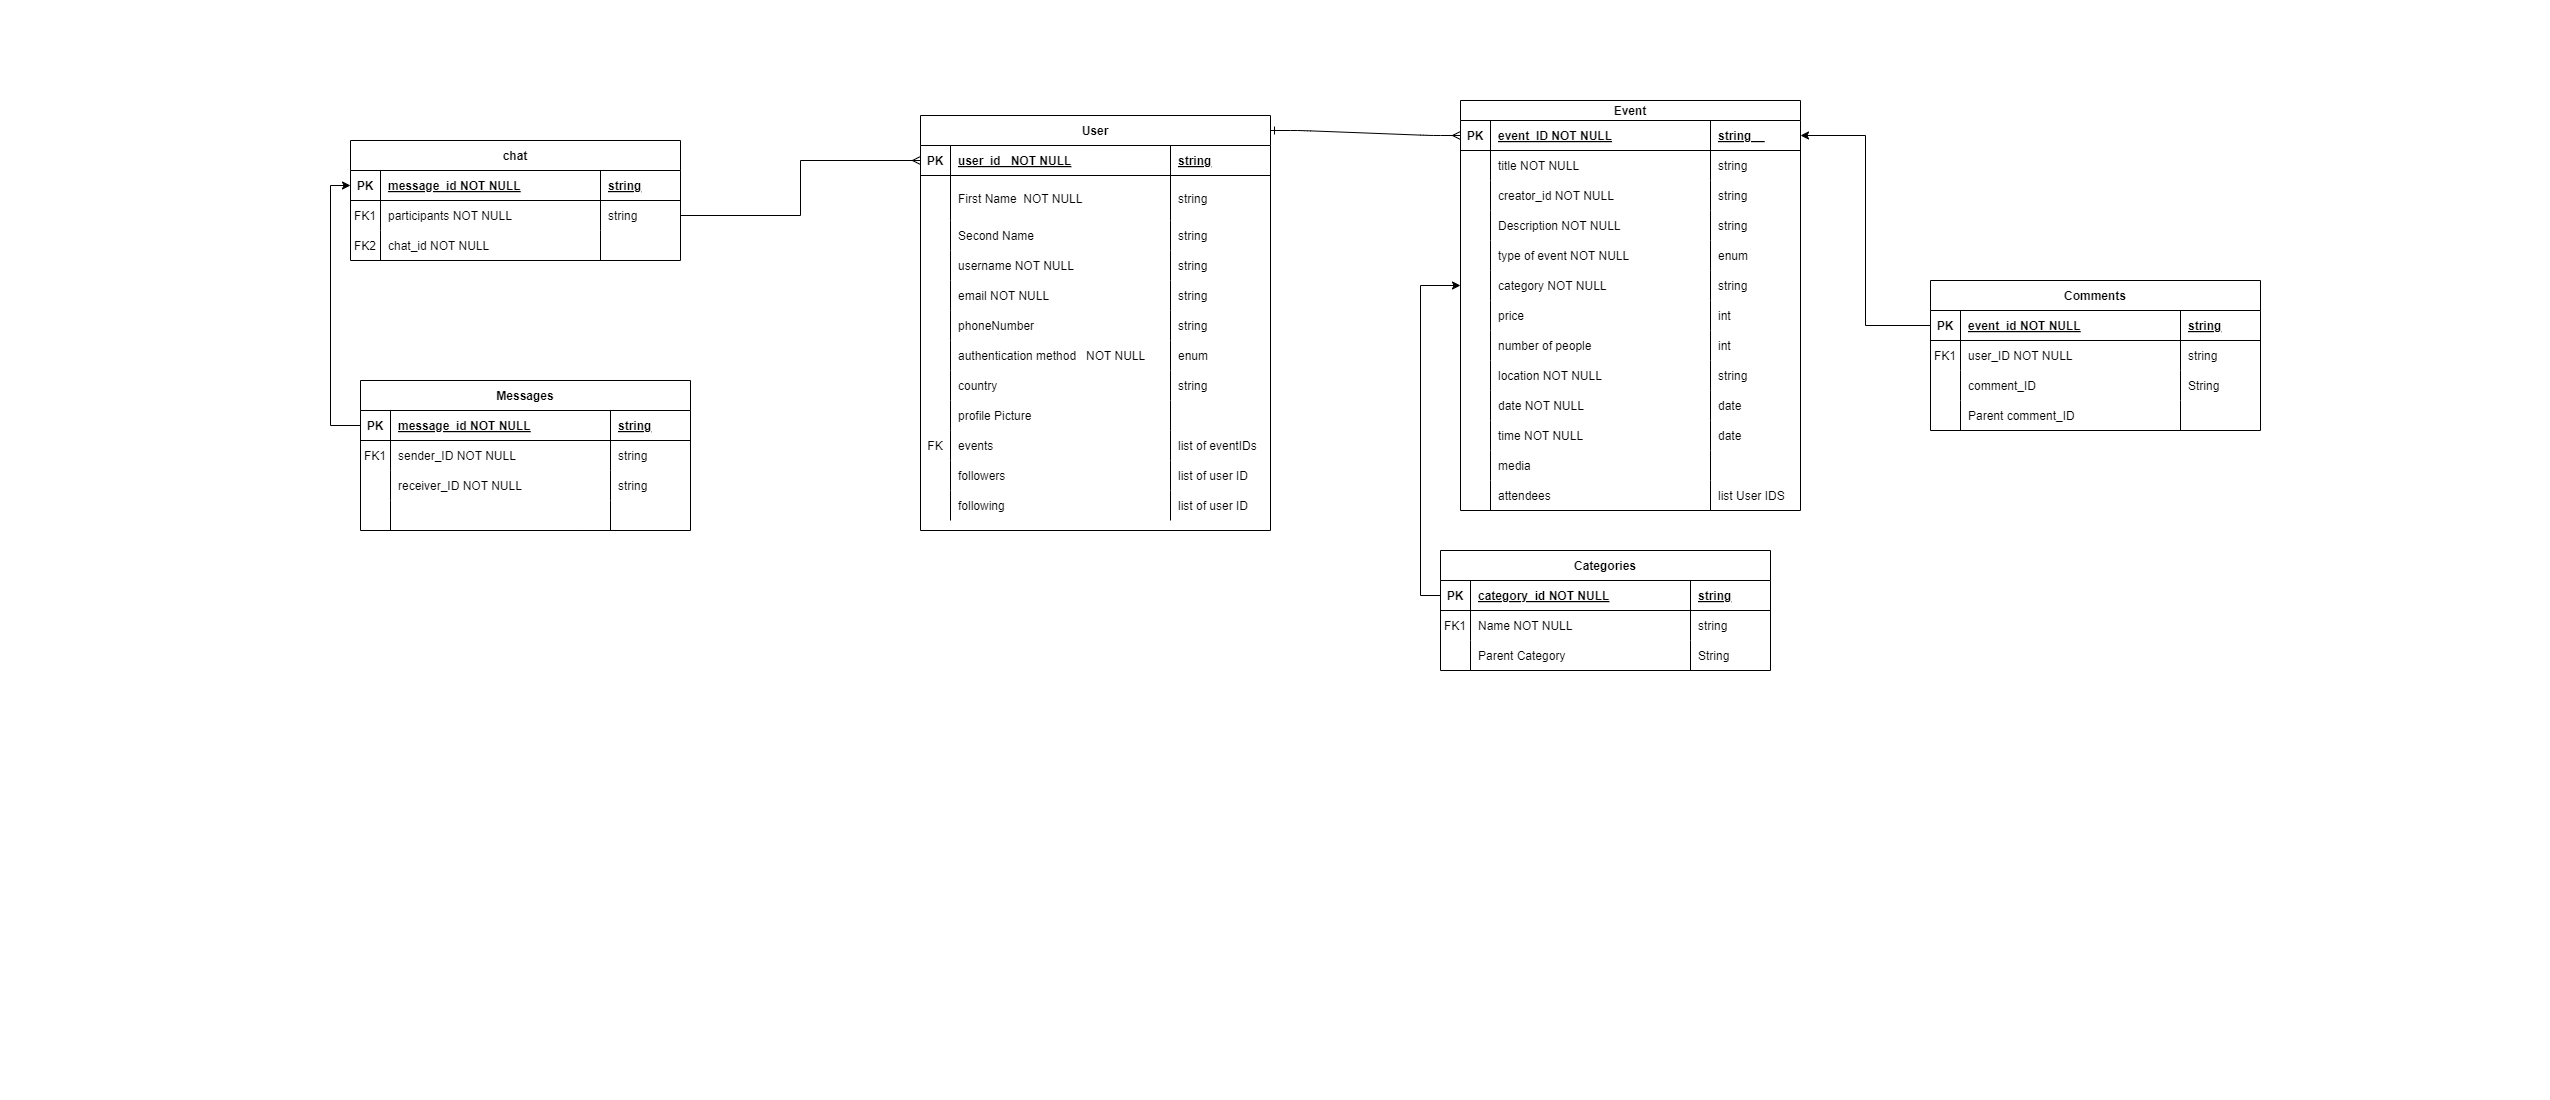 chat
PK message_id NOT NULL string
FK1 participants NOT NULL string
FK2 chat_id NOT NULL
Messages
PK message_id NOT NULL string
FK1 sender_ID NOT NULL string
receiver_ID NOT NULL string
User
PK user_id NOT NULL string
First Name NOT NULL string
Second Name string
username NOT NULL string
email NOT NULL string
phoneNumber string
authentication method NOT NULL enum
country string
profile Picture
FK events list of eventIDs
followers list of user ID
following list of user ID
Event
PK event_ID NOT NULL string
title NOT NULL string
creator_id NOT NULL string
Description NOT NULL string
type of event NOT NULL enum
category NOT NULL string
price int
number of people int
location NOT NULL string
date NOT NULL date
time NOT NULL date
media
attendees list User IDS
Categories
PK category_id NOT NULL string
FK1 Name NOT NULL string
Parent Category String
Comments
PK event_id NOT NULL string
FK1 user_ID NOT NULL string
comment_ID String
Parent comment_ID